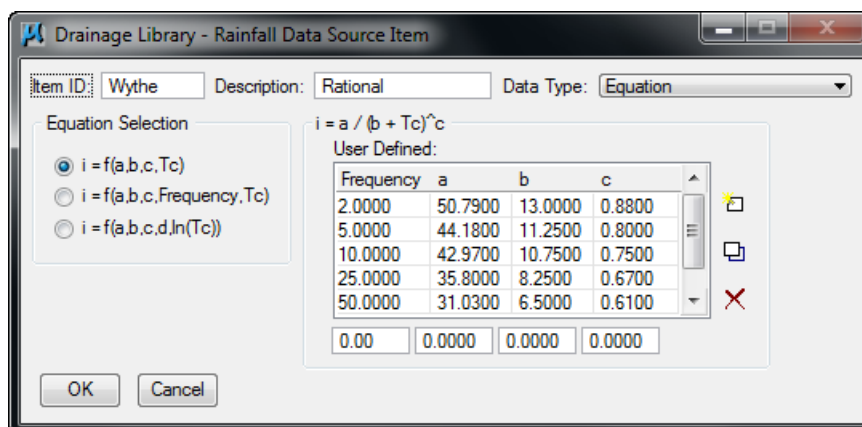 Drainage Library - Rainfall Data Source Item
Item ID: Wythe Description: Rational Data Type: Equation
Equation Selection
i = f(a,b,c,Tc)
i = f(a,b,c,Frequency,Tc)
i = f(a,b,c,d,ln(Tc))
i = a / (b + Tc)^c
User Defined:
Frequency a b c
2.0000 50.7900 13.0000 0.8800
5.0000 44.1800 11.2500 0.8000
10.0000 42.9700 10.7500 0.7500
25.0000 35.8000 8.2500 0.6700
50.0000 31.0300 6.5000 0.6100
0.00 0.0000 0.0000 0.0000
OK Cancel